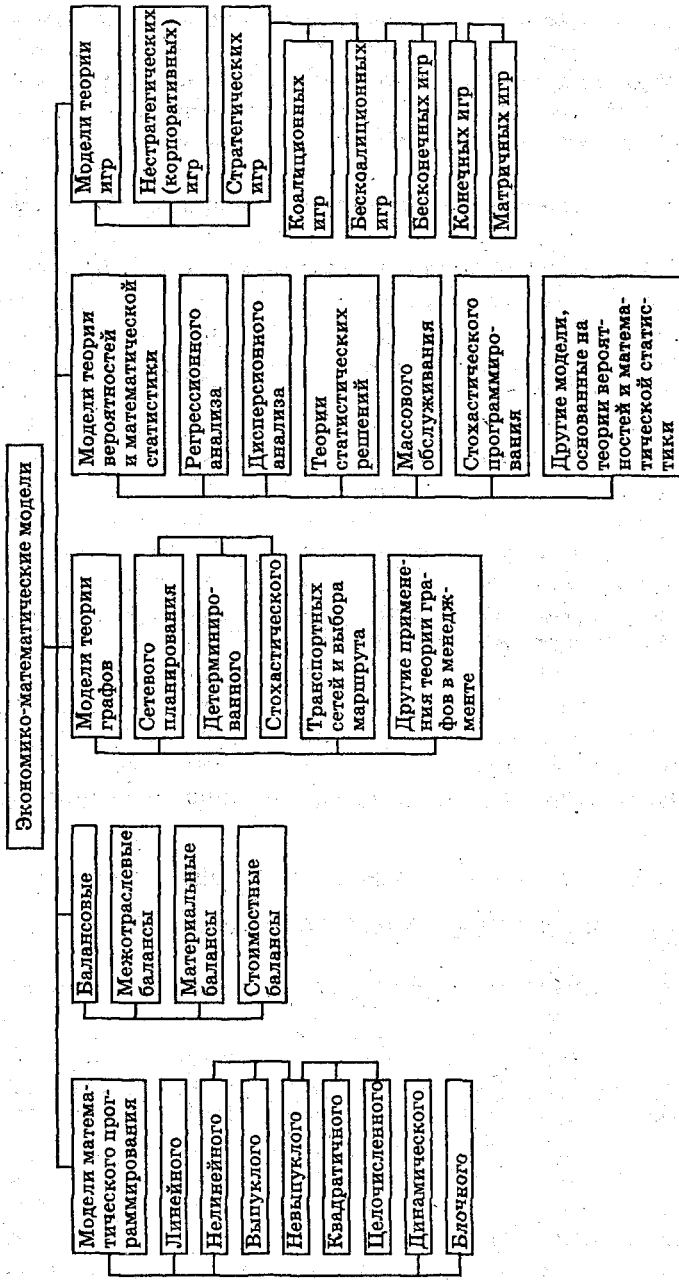 Экономико-математические модели
Модели матема-
тического прог-
раммирования
Линейного
Нелинейного
Выпуклого
Невыпуклого
Квадратичного
Целочисленного
Динамического
Блочного
Балансовые
Межотраслевые
балансы
Материальные
балансы
Стоимостные
балансы
Модели теории
графов
Сетевого
планирования
Детерминиро-
ванного
Стохастического
Транспортных
сетей и выбора
маршрута
Другие примене-
ния теории гра-
фов в менедж-
менте
Модели теории
вероятностей
и математической
статистики
Регрессионного
анализа
Дисперсионного
анализа
Теории
статистических
решений
Массового
обслуживания
Стохастического
программиро-
вания
Другие модели,
основанные на
теории вероят-
ностей и матема-
тической статис-
тики
Модели теории
игр
Нестратегических
(корпоративных)
игр
Стратегических
игр
Коалиционных
игр
Бескоалиционных
игр
Бесконечных игр
Конечных игр
Матричных игр